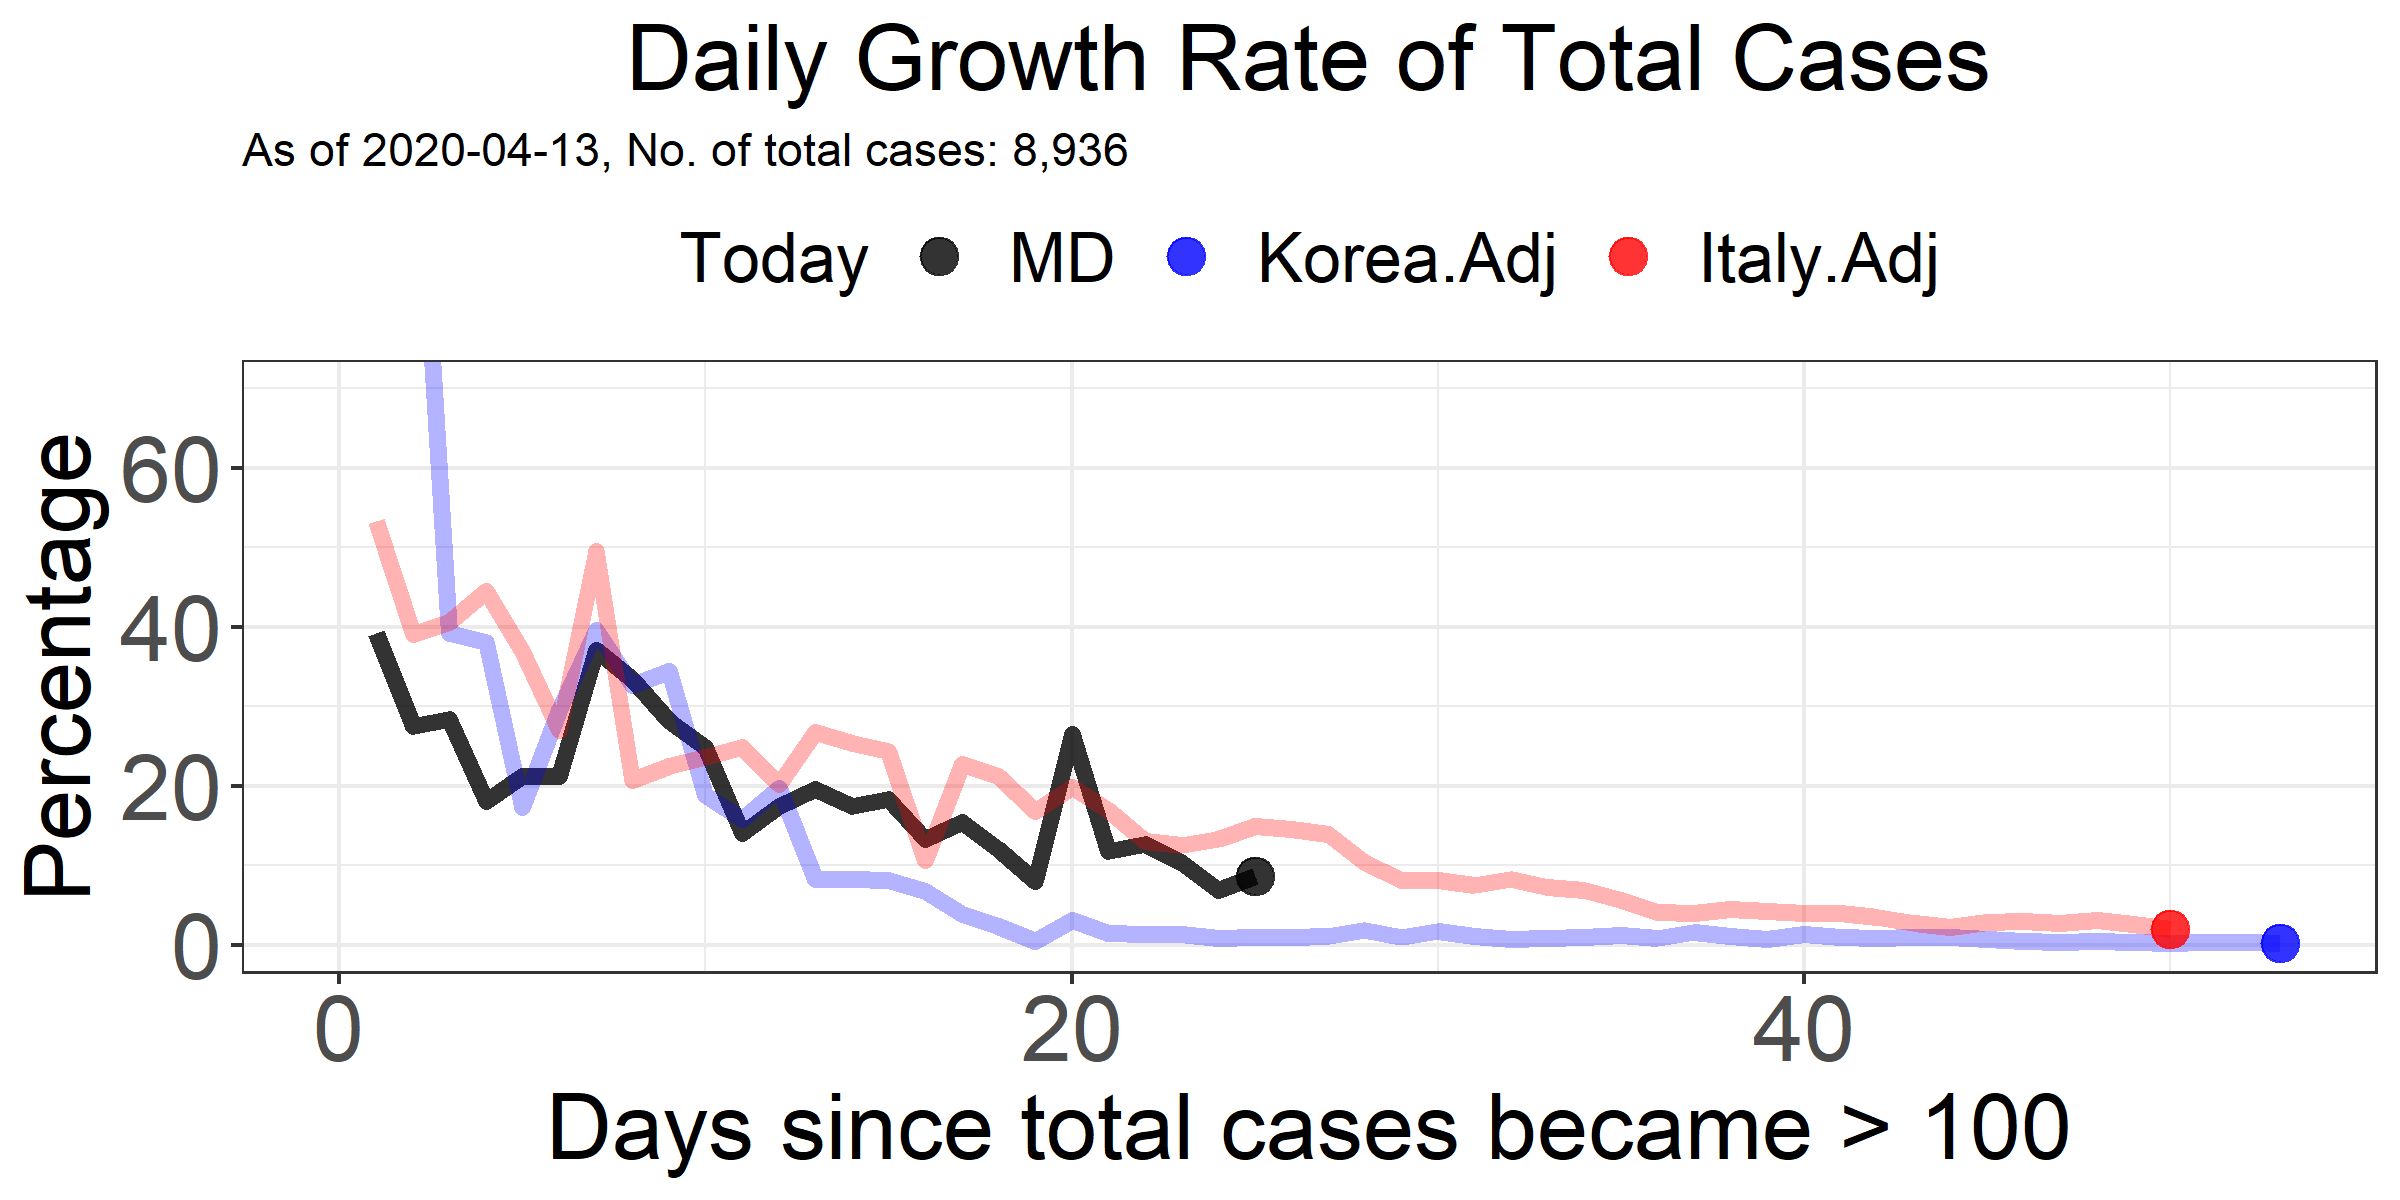 Daily Growth Rate of Total Cases
As of 2020-04-13, No. of total cases: 8,936
Today MD Korea.Adj Italy.Adj
Percentage
60
40
20
0
0 20 40
Days since total cases became > 100